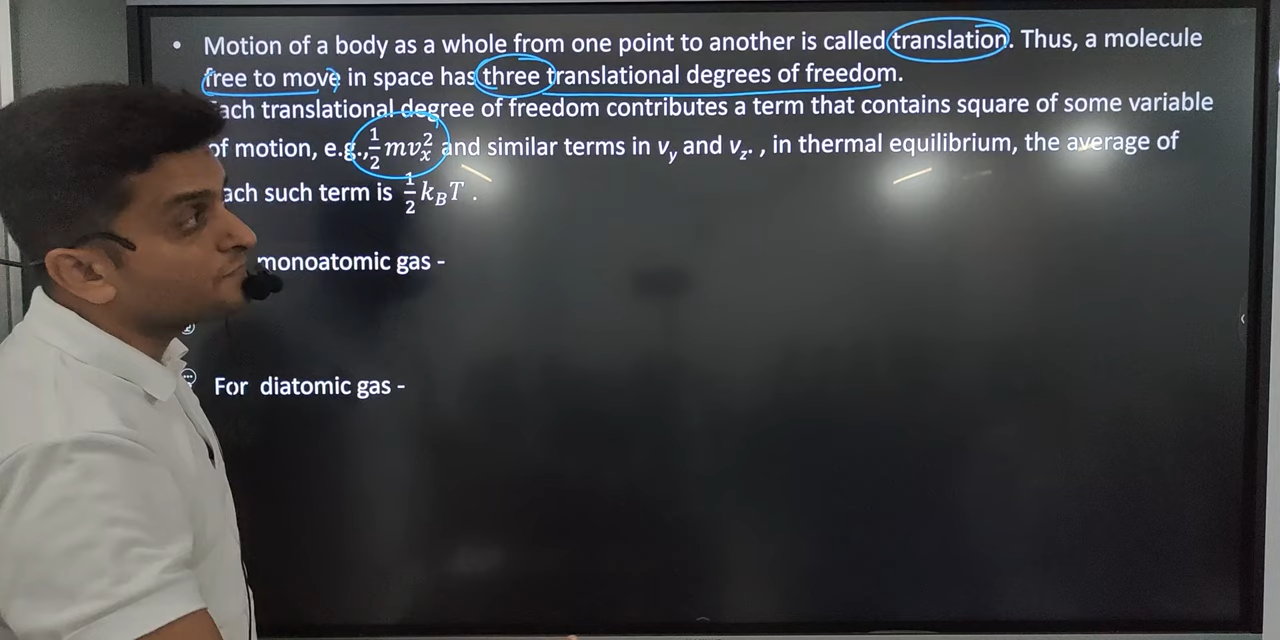 • Motion of a body as a whole from one point to another is called translation. Thus, a molecule
free to move in space has three translational degrees of freedom.
ach translational degree of freedom contributes a term that contains square of some variable
of motion, e.g., ½mvₓ² and similar terms in v_y and v_z. , in thermal equilibrium, the average of
ach such term is ½k_BT .
monoatomic gas -
For diatomic gas -